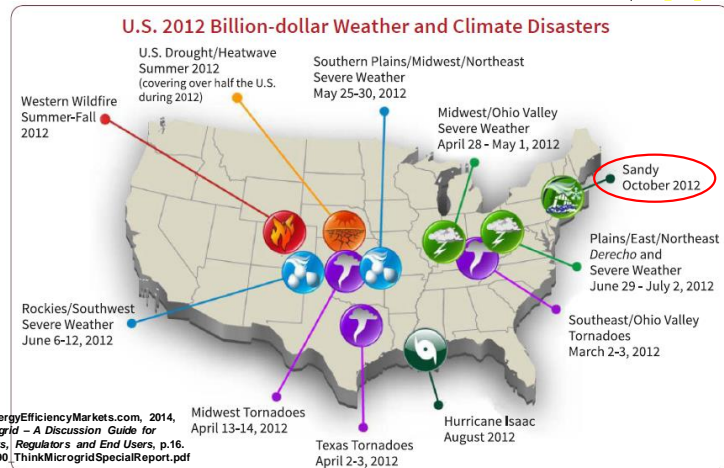 U.S. 2012 Billion-dollar Weather and Climate Disasters
U.S. Drought/Heatwave
Summer 2012
(covering over half the U.S.
during 2012)
Southern Plains/Midwest/Northeast
Severe Weather
May 25-30, 2012
Western Wildfire
Summer-Fall
2012
Midwest/Ohio Valley
Severe Weather
April 28 - May 1, 2012
Sandy
October 2012
Plains/East/Northeast
Derecho and
Severe Weather
June 29 - July 2, 2012
Rockies/Southwest
Severe Weather
June 6-12, 2012
Southeast/Ohio Valley
Tornadoes
March 2-3, 2012
Midwest Tornadoes
April 13-14, 2012
Texas Tornadoes
April 2-3, 2012
Hurricane Isaac
August 2012
ergyEfficiencyMarkets.com, 2014,
grid – A Discussion Guide for
s, Regulators and End Users, p.16.
00_ThinkMicrogridSpecialReport.pdf